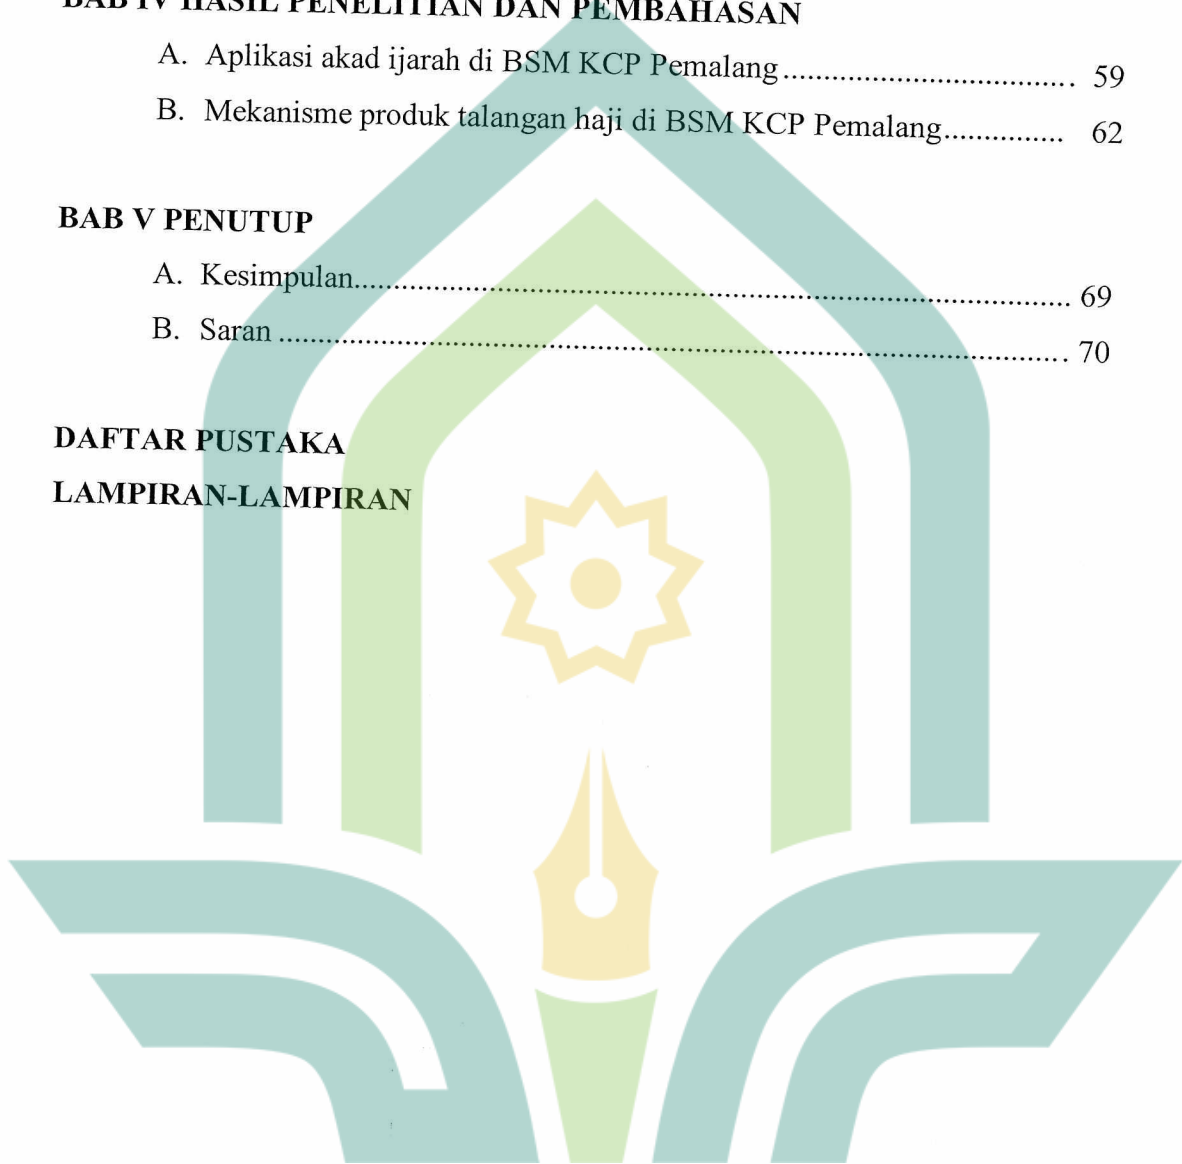 BAB IV HASIL PENELITIAN DAN PEMBAHASAN
A. Aplikasi akad ijarah di BSM KCP Pemalang.................................... 59
B. Mekanisme produk talangan haji di BSM KCP Pemalang............... 62
BAB V PENUTUP
A. Kesimpulan........................................................................................... 69
B. Saran .................................................................................................... 70
DAFTAR PUSTAKA
LAMPIRAN-LAMPIRAN